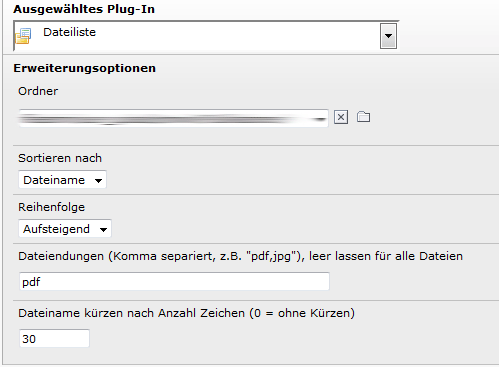 Ausgewähltes Plug-In
Dateiliste
Erweiterungsoptionen
Ordner
Sortieren nach
Dateiname
Reihenfolge
Aufsteigend
Dateiendungen (Komma separiert, z.B. "pdf,jpg"), leer lassen für alle Dateien
pdf
Dateiname kürzen nach Anzahl Zeichen (0 = ohne Kürzen)
30